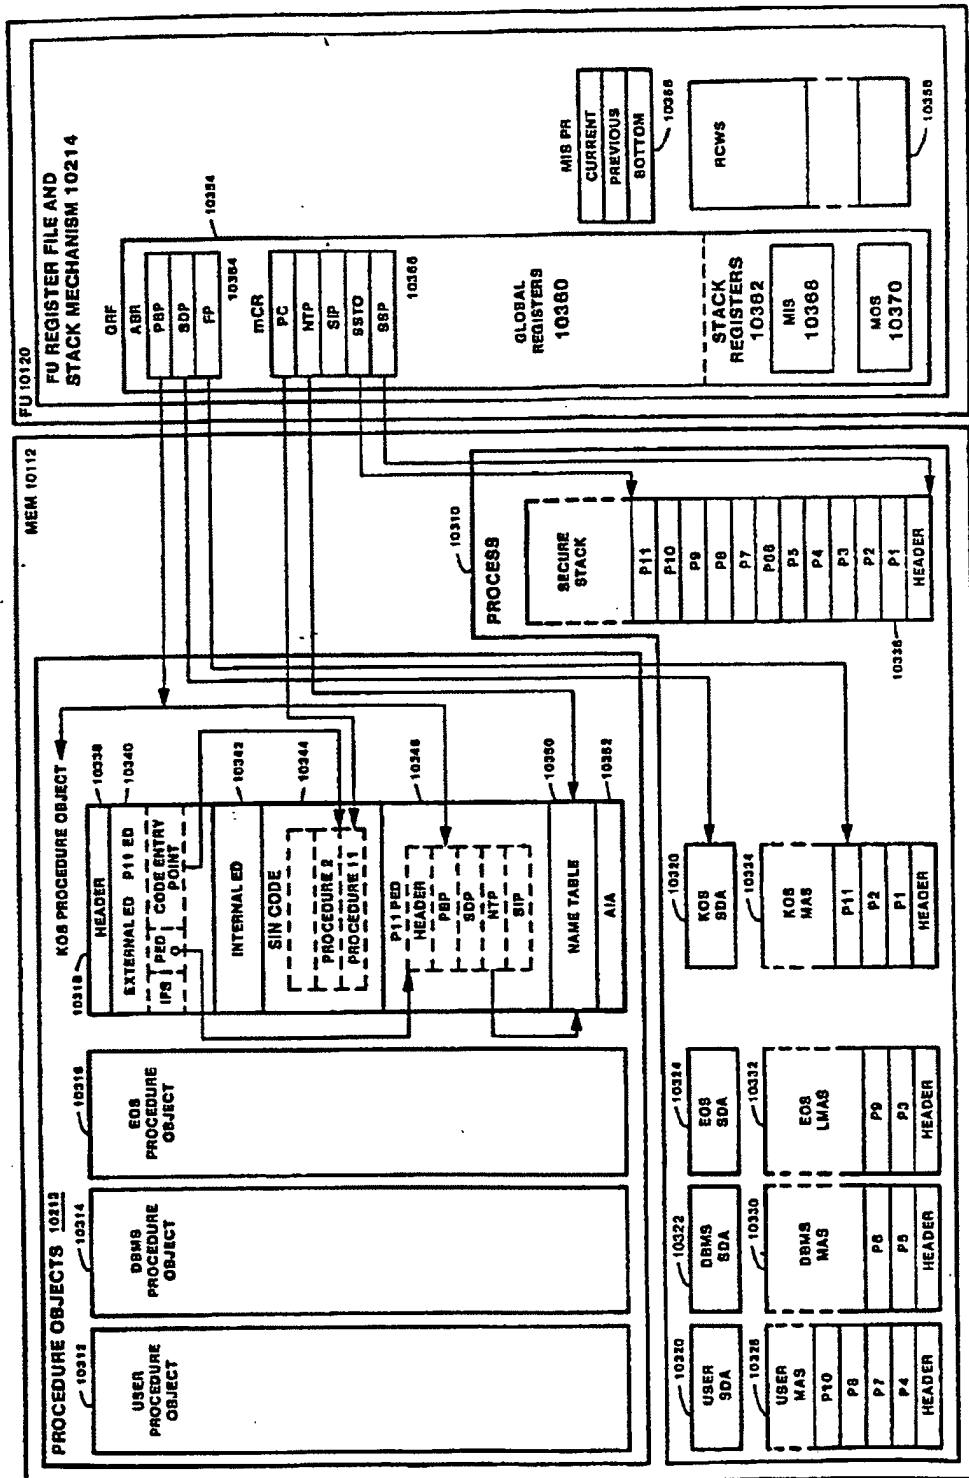 FU 10120
FU REGISTER FILE AND
STACK MECHANISM 10214
10354
GRF
ABR
PBP
SDP
FP
10364
mCR
PC
NTP
SIP
SSTO
SSP
10366
GLOBAL
REGISTERS
10360
STACK
REGISTERS
10362
MIS
10368
MOS
10370
MIS PR
CURRENT
PREVIOUS
BOTTOM
RCWS
10358
MEM 10112
PROCEDURE OBJECTS 10213
10312
USER
PROCEDURE
OBJECT
10314
DBMS
PROCEDURE
OBJECT
10316
EOS
PROCEDURE
OBJECT
KOS PROCEDURE OBJECT
10318
HEADER
10338
EXTERNAL ED P11 ED
10340
IFS PED CODE ENTRY
POINT
INTERNAL ED
10342
SIN CODE
10344
PROCEDURE 2
PROCEDURE 11
P11 PED
10346
HEADER
PBP
SDP
NTP
SIP
NAME TABLE
10350
AIA
10352
10310
PROCESS
SECURE
STACK
P11
P10
P9
P8
P7
P5
P4
P3
P2
P1
HEADER
10336
10320
USER
SDA
10322
DBMS
SDA
10324
EOS
SDA
KOS
SDA
10328
USER
MAS
P10
P8
P7
P4
HEADER
10330
DBMS
MAS
P6
P5
HEADER
10332
EOS
LMAS
P9
P3
HEADER
10334
KOS
MAS
P11
P2
P1
HEADER